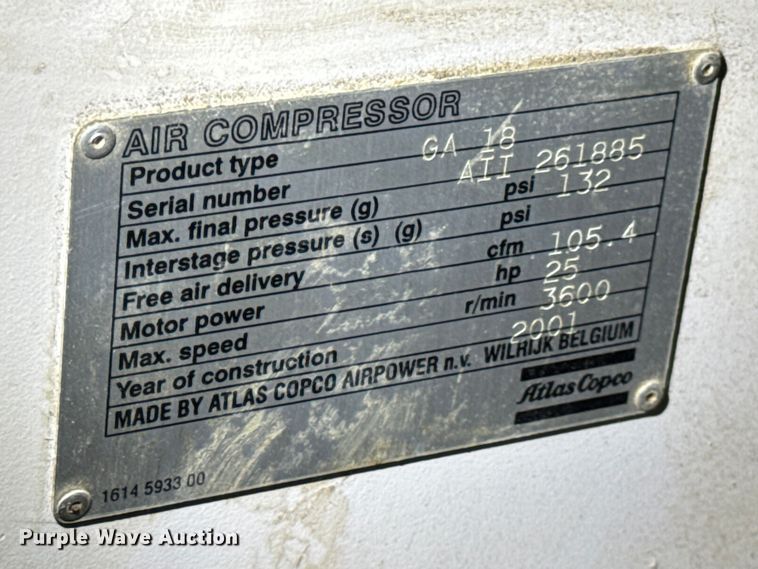 AIR COMPRESSOR
Product type GA 18
Serial number AII 261885
Max. final pressure (g) psi 132
Interstage pressure (s) (g) psi
Free air delivery cfm 105.4
Motor power hp 25
Max. speed r/min 3600
Year of construction 2001
MADE BY ATLAS COPCO AIRPOWER n.v. WILRIJK BELGIUM
Atlas Copco
1614 5933 00
Purple Wave Auction